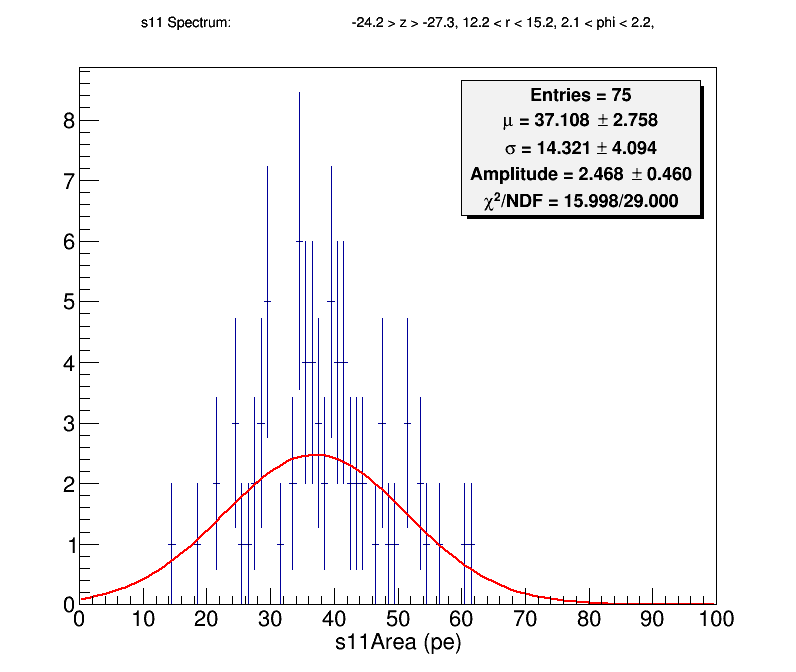 s11 Spectrum: -24.2 > z > -27.3, 12.2 < r < 15.2, 2.1 < phi < 2.2,
Entries = 75
μ = 37.108 ± 2.758
σ = 14.321 ± 4.094
Amplitude = 2.468 ± 0.460
χ²/NDF = 15.998/29.000
8
7
6
5
4
3
2
1
0
0 10 20 30 40 50 60 70 80 90 100
s11Area (pe)